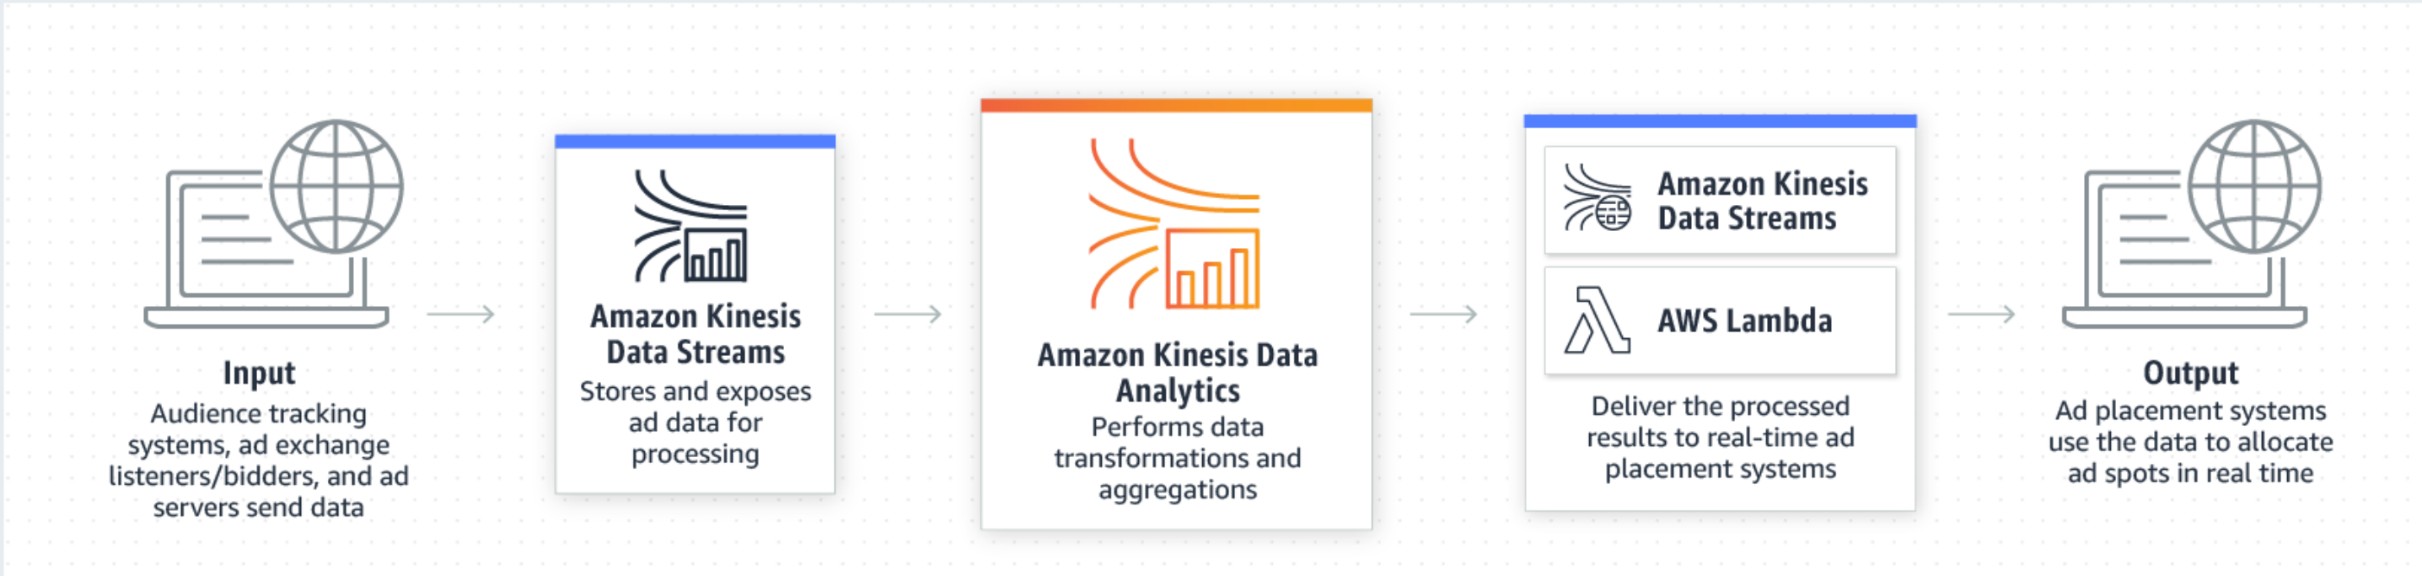 Input
Audience tracking
systems, ad exchange
listeners/bidders, and ad
servers send data
Amazon Kinesis
Data Streams
Stores and exposes
ad data for
processing
Amazon Kinesis Data
Analytics
Performs data
transformations and
aggregations
Amazon Kinesis
Data Streams
AWS Lambda
Deliver the processed
results to real-time ad
placement systems
Output
Ad placement systems
use the data to allocate
ad spots in real time